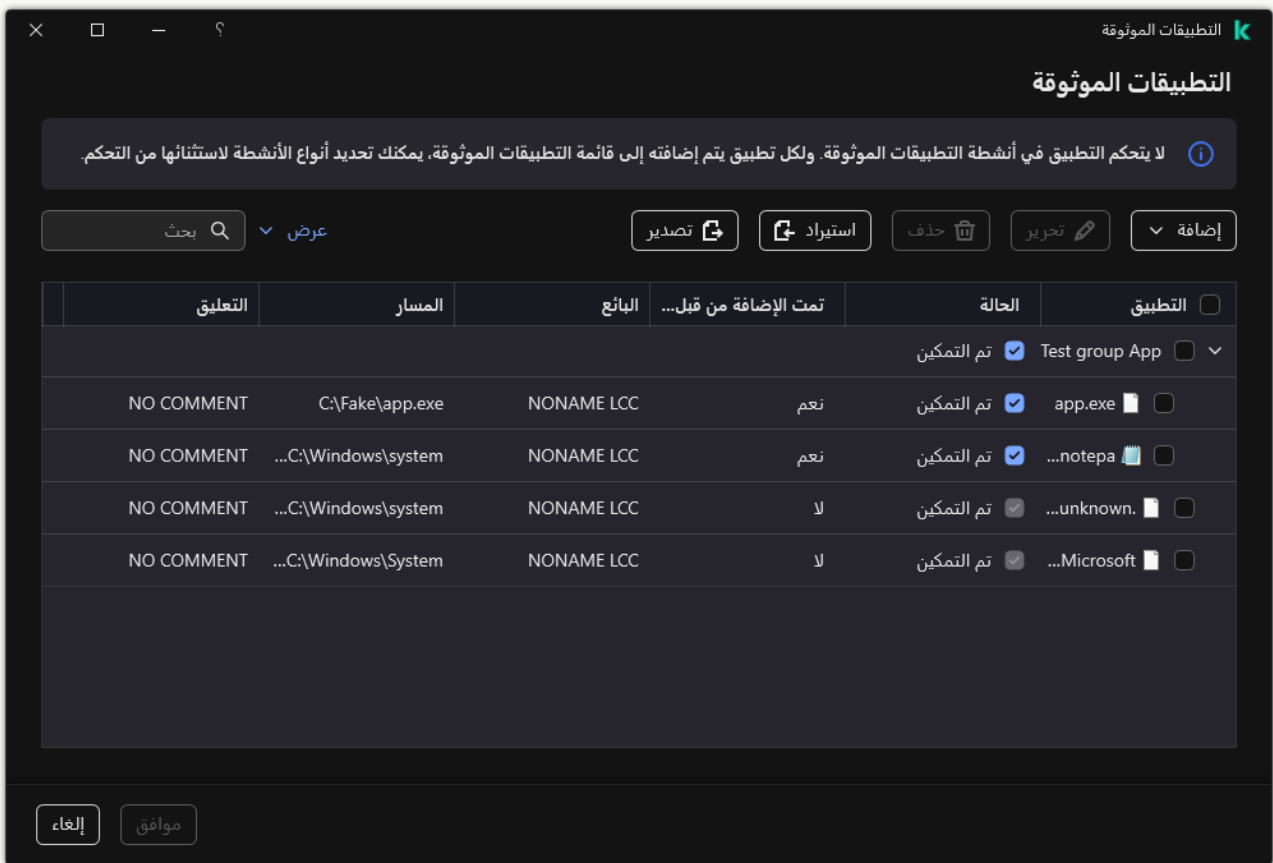 التطبيقات الموثوقة
؟
التطبيقات الموثوقة
لا يتحكم التطبيق في أنشطة التطبيقات الموثوقة. ولكل تطبيق يتم إضافته إلى قائمة التطبيقات الموثوقة، يمكنك تحديد أنواع الأنشطة لاستثنائها من التحكم.
إضافة تحرير حذف استيراد تصدير عرض بحث
التطبيق الحالة تمت الإضافة من قبل... البائع المسار التعليق
Test group App تم التمكين
app.exe تم التمكين نعم NONAME LCC C:\Fake\app.exe NO COMMENT
notepa... تم التمكين نعم NONAME LCC C:\Windows\system... NO COMMENT
unknown.... تم التمكين لا NONAME LCC C:\Windows\system... NO COMMENT
Microsoft... تم التمكين لا NONAME LCC C:\Windows\System... NO COMMENT
موافق إلغاء